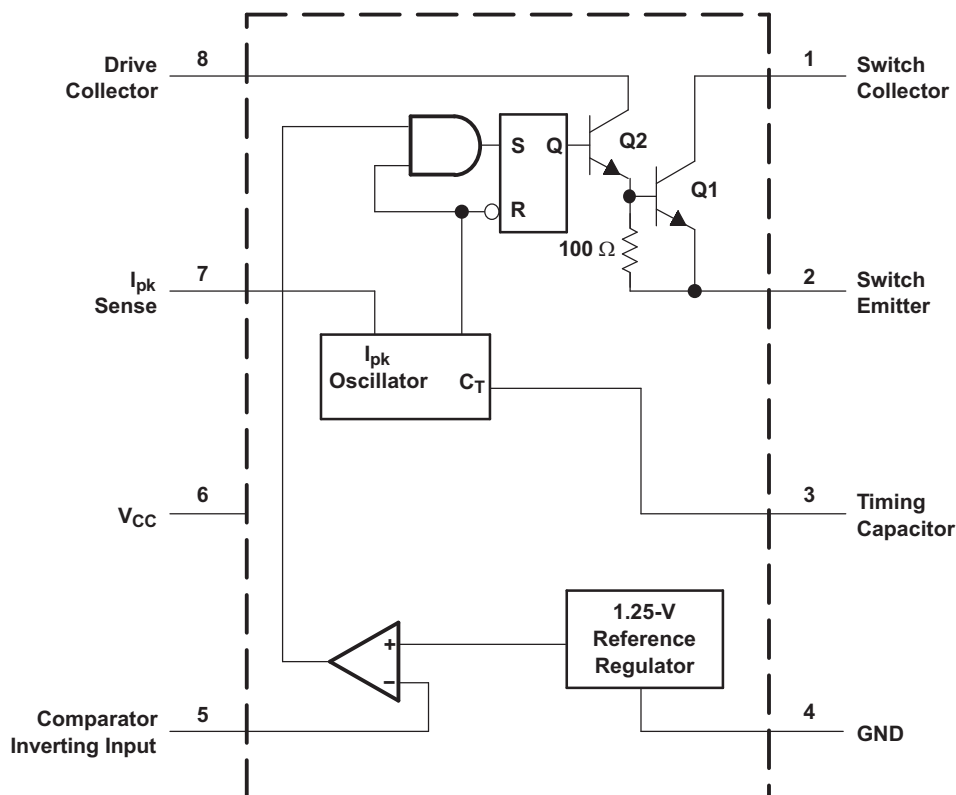 8
Drive
Collector
1
Switch
Collector
S
Q
Q2
R
Q1
100 Ω
7
Ipk
Sense
2
Switch
Emitter
Ipk
Oscillator
CT
6
VCC
3
Timing
Capacitor
1.25-V
Reference
Regulator
+
−
5
Comparator
Inverting Input
4
GND